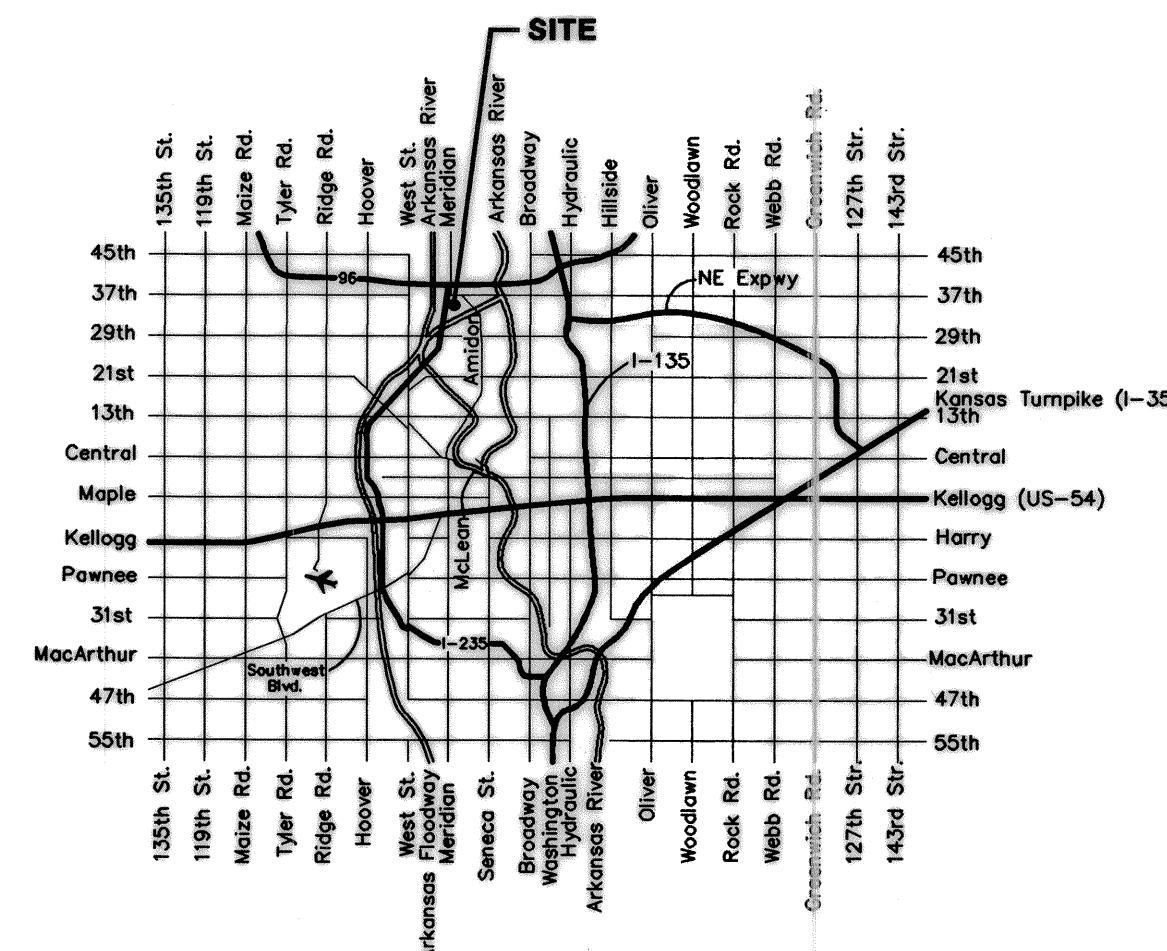 SITE
135th St.
119th St.
Maize Rd.
Tyler Rd.
Ridge Rd.
Hoover
West St.
Arkansas River
Meridian
Arkansas River
Broadway
Hydraulic
Hillside
Oliver
Woodlawn
Rock Rd.
Webb Rd.
Greenwich Rd.
127th Str.
143rd Str.
45th
37th
29th
21st
13th
Central
Maple
Kellogg
Pawnee
31st
MacArthur
47th
55th
96
NE Expwy
Amidon
I-135
McLean
I-235
Southwest
Blvd.
45th
37th
29th
21st
Kansas Turnpike (I-35
13th
Central
Kellogg (US-54)
Harry
Pawnee
31st
MacArthur
47th
55th
135th St.
119th St.
Maize Rd.
Tyler Rd.
Ridge Rd.
Hoover
West St.
rkansas Floodway
Meridian
Seneca St.
Broadway
Washington
Hydraulic
Arkansas River
Oliver
Woodlawn
Rock Rd.
Webb Rd.
Greenwich Rd.
127th Str.
143rd Str.